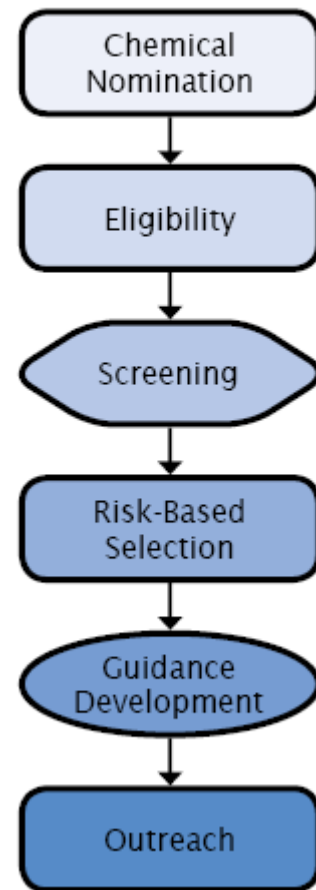 Chemical
Nomination
Eligibility
Screening
Risk-Based
Selection
Guidance
Development
Outreach